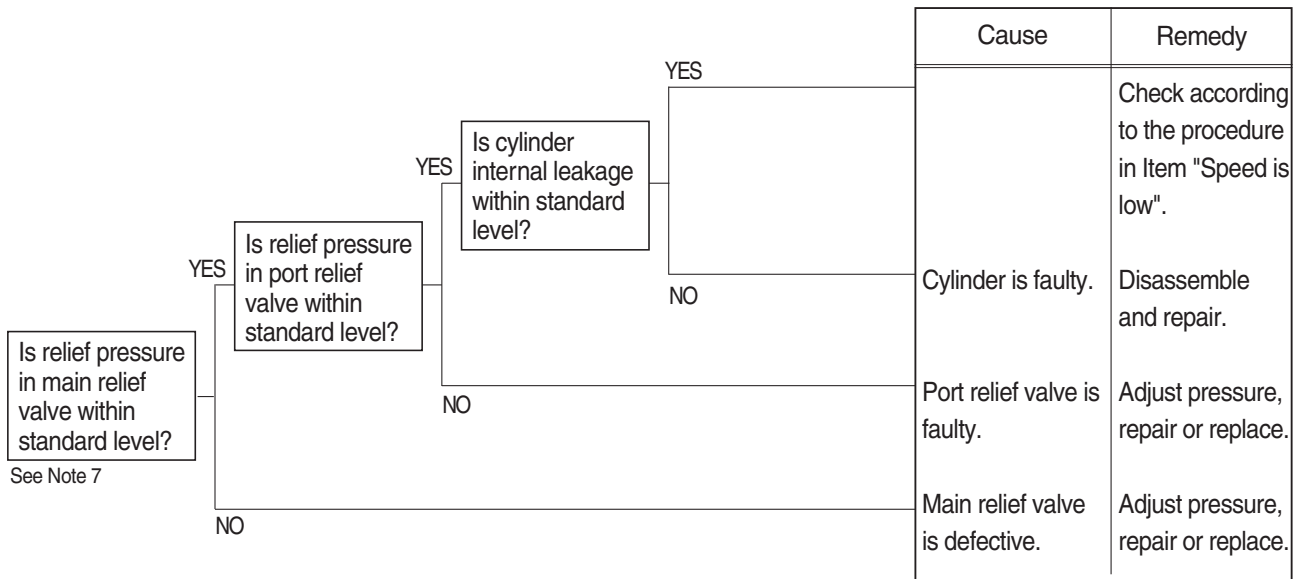 Cause
Remedy
YES
Check according
to the procedure
in Item "Speed is
low".
Is cylinder
internal leakage
within standard
level?
YES
NO
Cylinder is faulty.
Disassemble
and repair.
Is relief pressure
in port relief
valve within
standard level?
YES
NO
Port relief valve is
faulty.
Adjust pressure,
repair or replace.
Is relief pressure
in main relief
valve within
standard level?
See Note 7
NO
Main relief valve
is defective.
Adjust pressure,
repair or replace.